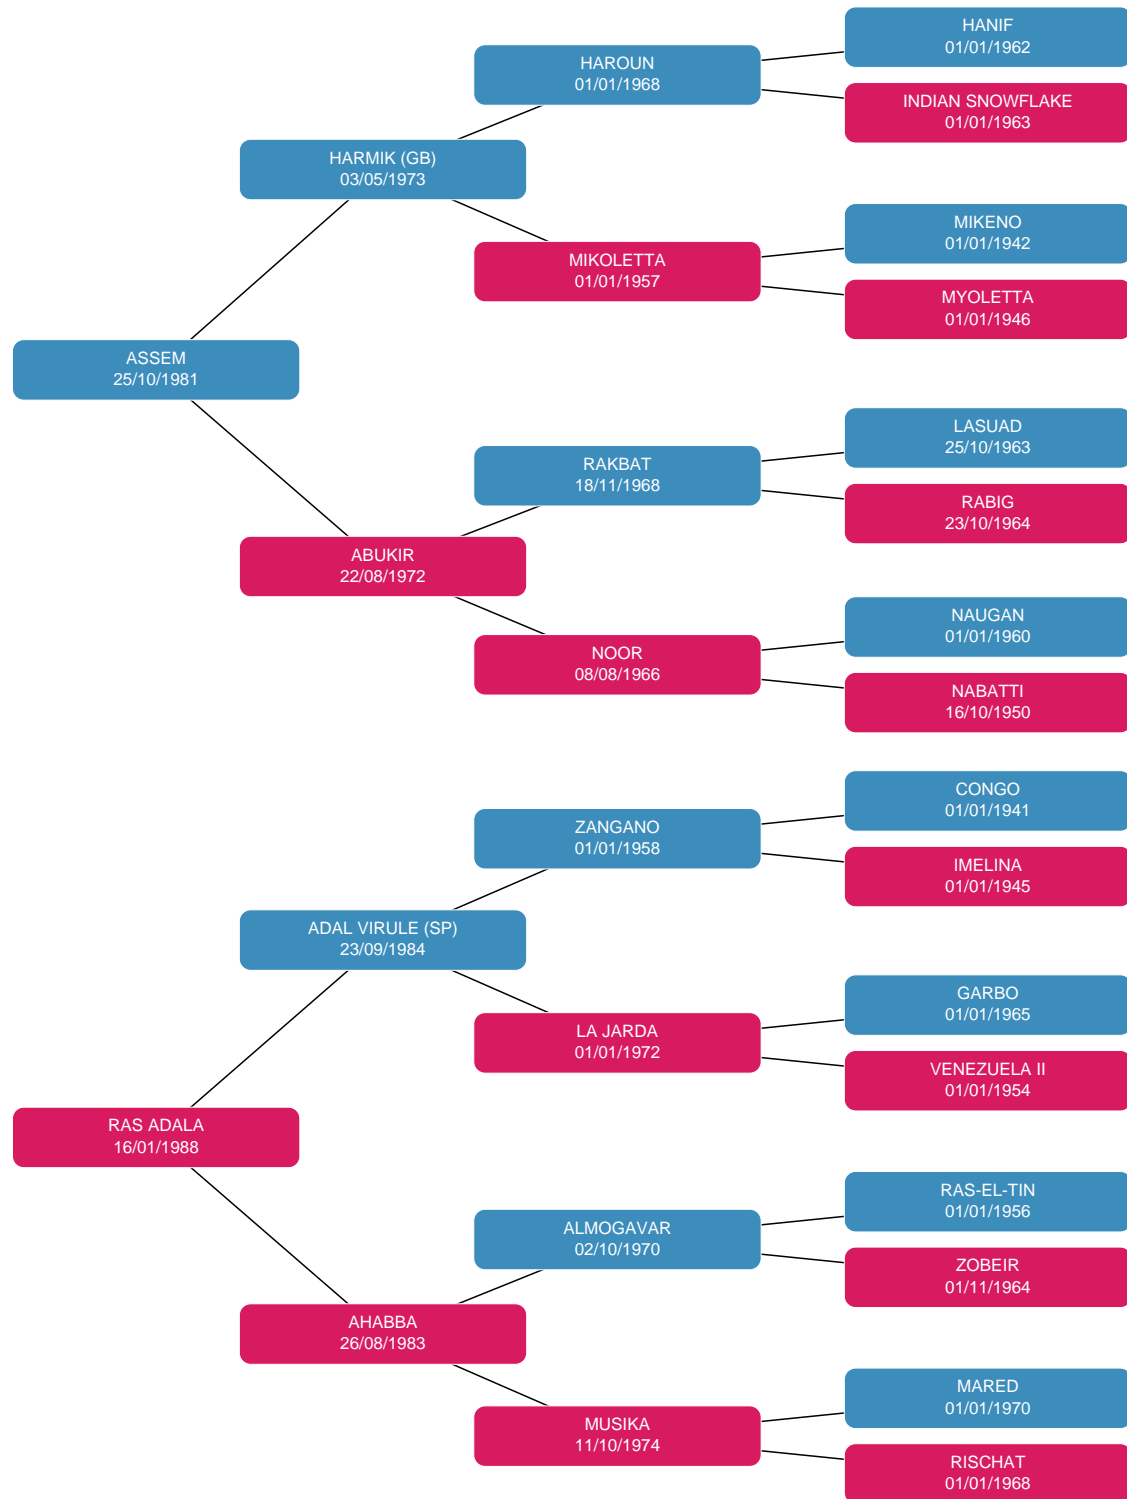 HANIF
01/01/1962
HAROUN
01/01/1968
INDIAN SNOWFLAKE
01/01/1963
HARMIK (GB)
03/05/1973
MIKENO
01/01/1942
MIKOLETTA
01/01/1957
MYOLETTA
01/01/1946
ASSEM
25/10/1981
LASUAD
25/10/1963
RAKBAT
18/11/1968
RABIG
23/10/1964
ABUKIR
22/08/1972
NAUGAN
01/01/1960
NOOR
08/08/1966
NABATTI
16/10/1950
CONGO
01/01/1941
ZANGANO
01/01/1958
IMELINA
01/01/1945
ADAL VIRULE (SP)
23/09/1984
GARBO
01/01/1965
LA JARDA
01/01/1972
VENEZUELA II
01/01/1954
RAS ADALA
16/01/1988
RAS-EL-TIN
01/01/1956
ALMOGAVAR
02/10/1970
ZOBEIR
01/11/1964
AHABBA
26/08/1983
MARED
01/01/1970
MUSIKA
11/10/1974
RISCHAT
01/01/1968